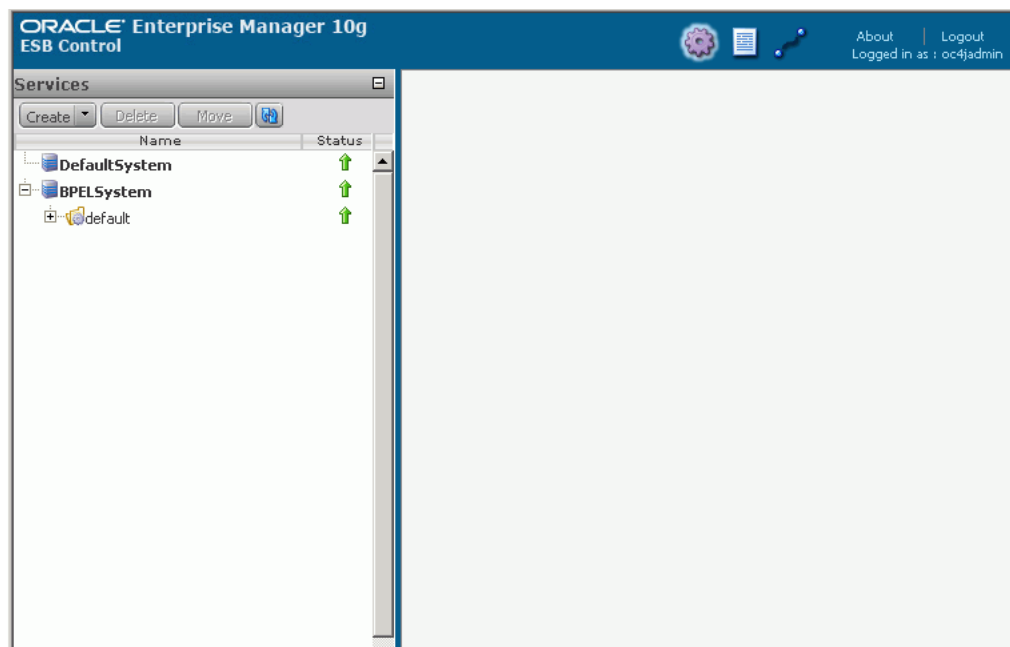 ORACLE Enterprise Manager 10g
ESB Control
About | Logout
Logged in as : oc4jadmin
Services
Create Delete Move
Name Status
DefaultSystem
BPELSystem
default